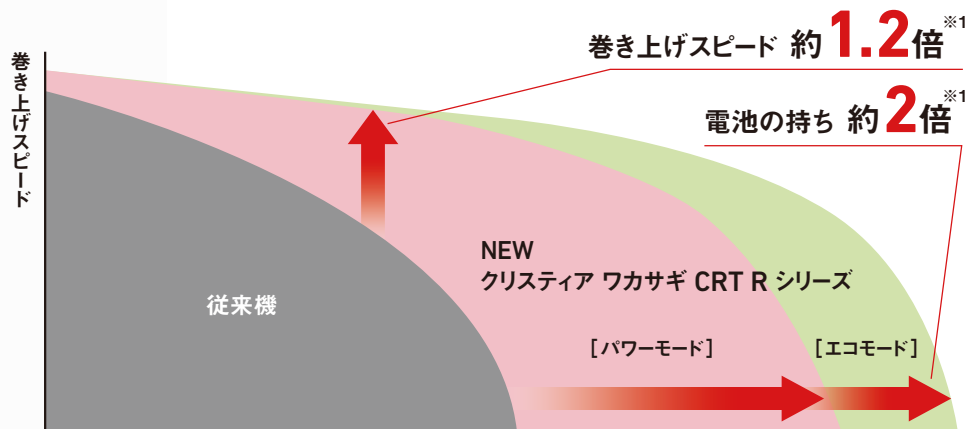 巻き上げスピード 約1.2倍※1
電池の持ち 約2倍※1
巻き上げスピード
NEW
クリスティア ワカサギ CRT R シリーズ
従来機
[パワーモード]
[エコモード]